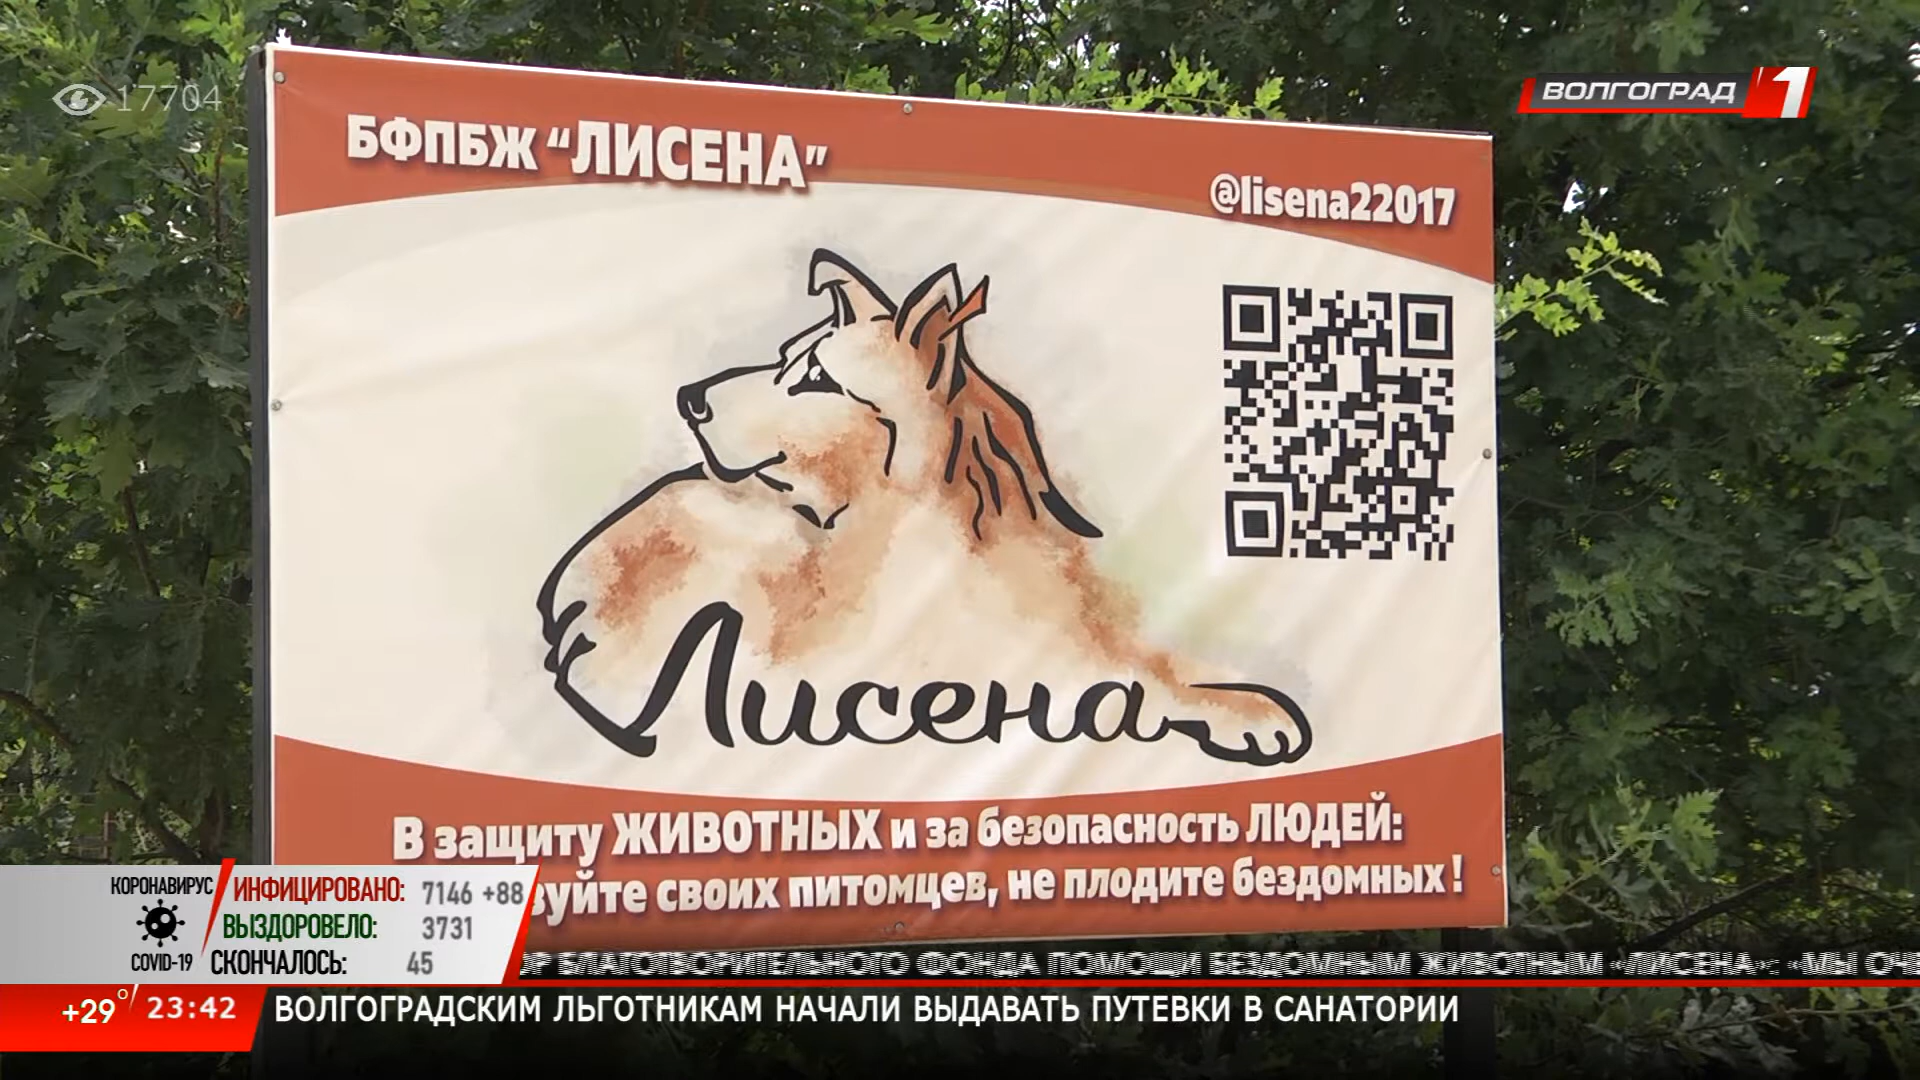 17704
ВОЛГОГРАД 1
БФПБЖ “ЛИСЕНА”
@lisena22017
Лисена
В защиту ЖИВОТНЫХ и за безопасность ЛЮДЕЙ:
своих питомцев, не плодите бездомных!
КОРОНАВИРУС
COVID-19
ИНФИЦИРОВАНО: 7146 +88
ВЫЗДОРОВЕЛО: 3731
СКОНЧАЛОСЬ: 45
БЛАГОТВОРИТЕЛЬНОГО ФОНДА ПОМОЩИ БЕЗДОМНЫМ ЖИВОТНЫМ «ЛИСЕНА»: «МЫ
+29° 23:42
ВОЛГОГРАДСКИМ ЛЬГОТНИКАМ НАЧАЛИ ВЫДАВАТЬ ПУТЕВКИ В САНАТОРИИ